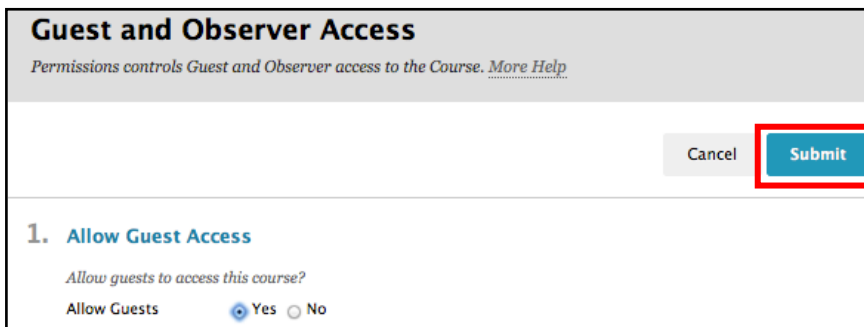 Guest and Observer Access
Permissions controls Guest and Observer access to the Course. More Help
Cancel Submit
1. Allow Guest Access
Allow guests to access this course?
Allow Guests Yes No